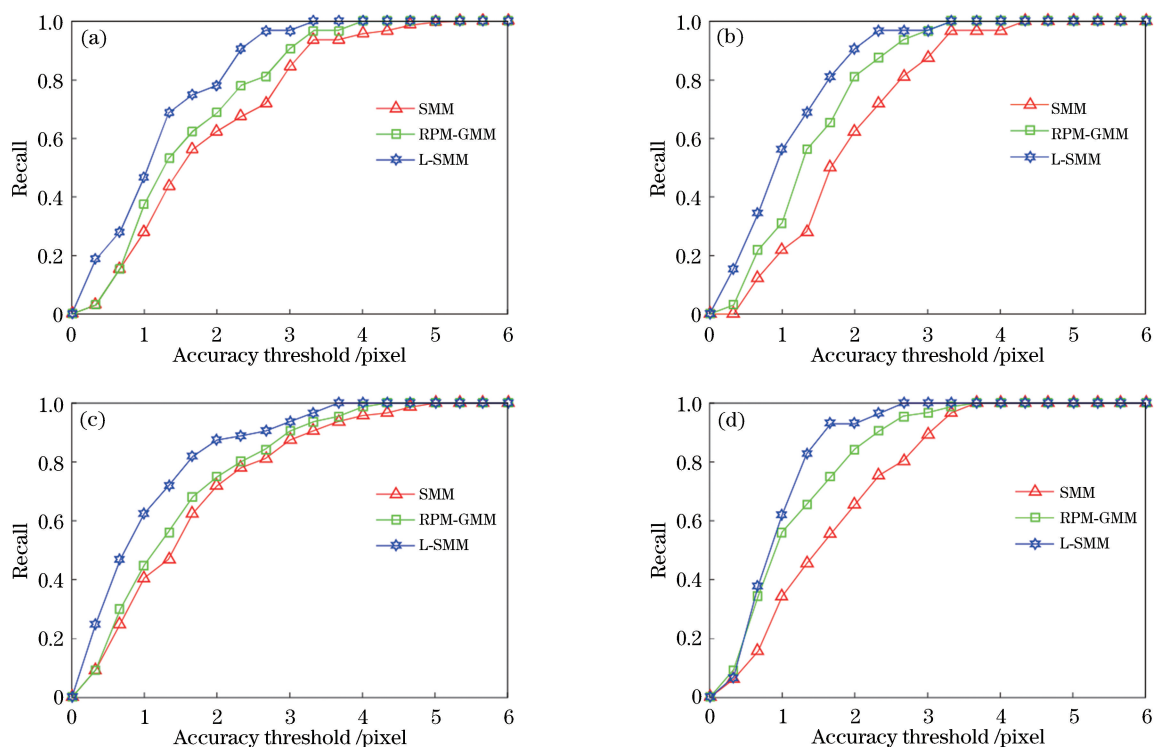 (a)
1.0
0.8
0.6
0.4
0.2
0
Recall
SMM
RPM-GMM
L-SMM
0 1 2 3 4 5 6
Accuracy threshold /pixel
(b)
1.0
0.8
0.6
0.4
0.2
0
Recall
SMM
RPM-GMM
L-SMM
0 1 2 3 4 5 6
Accuracy threshold /pixel
(c)
1.0
0.8
0.6
0.4
0.2
0
Recall
SMM
RPM-GMM
L-SMM
0 1 2 3 4 5 6
Accuracy threshold /pixel
(d)
1.0
0.8
0.6
0.4
0.2
0
Recall
SMM
RPM-GMM
L-SMM
0 1 2 3 4 5 6
Accuracy threshold /pixel